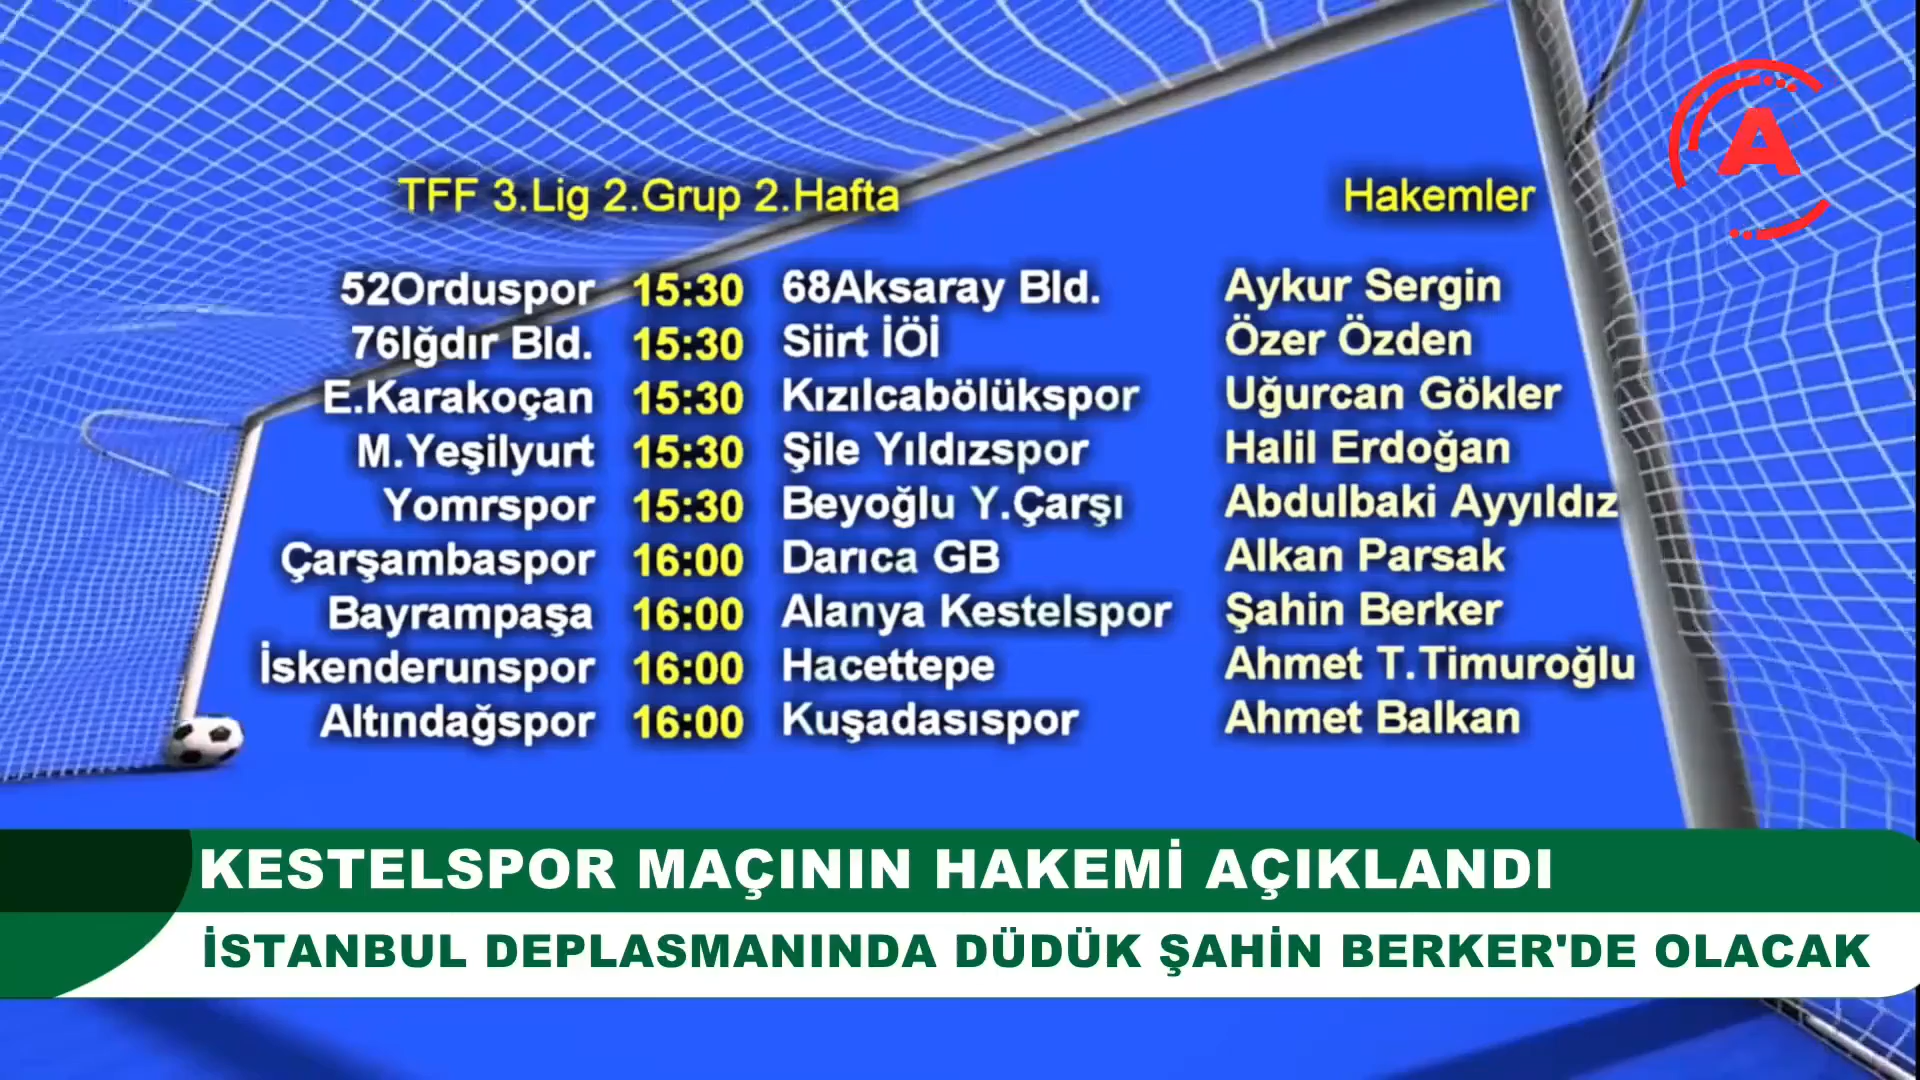 A
TFF 3.Lig 2.Grup 2.Hafta Hakemler
52Orduspor 15:30 68Aksaray Bld. Aykur Sergin
76Iğdır Bld. 15:30 Siirt İÖİ Özer Özden
E.Karakoçan 15:30 Kızılcabölükspor Uğurcan Gökler
M.Yeşilyurt 15:30 Şile Yıldızspor Halil Erdoğan
Yomrspor 15:30 Beyoğlu Y.Çarşı Abdulbaki Ayyıldız
Çarşambaspor 16:00 Darıca GB Alkan Parsak
Bayrampaşa 16:00 Alanya Kestelspor Şahin Berker
İskenderunspor 16:00 Hacettepe Ahmet T.Timuroğlu
Altındağspor 16:00 Kuşadasıspor Ahmet Balkan
KESTELSPOR MAÇININ HAKEMİ AÇIKLANDI
İSTANBUL DEPLASMANINDA DÜDÜK ŞAHİN BERKER'DE OLACAK